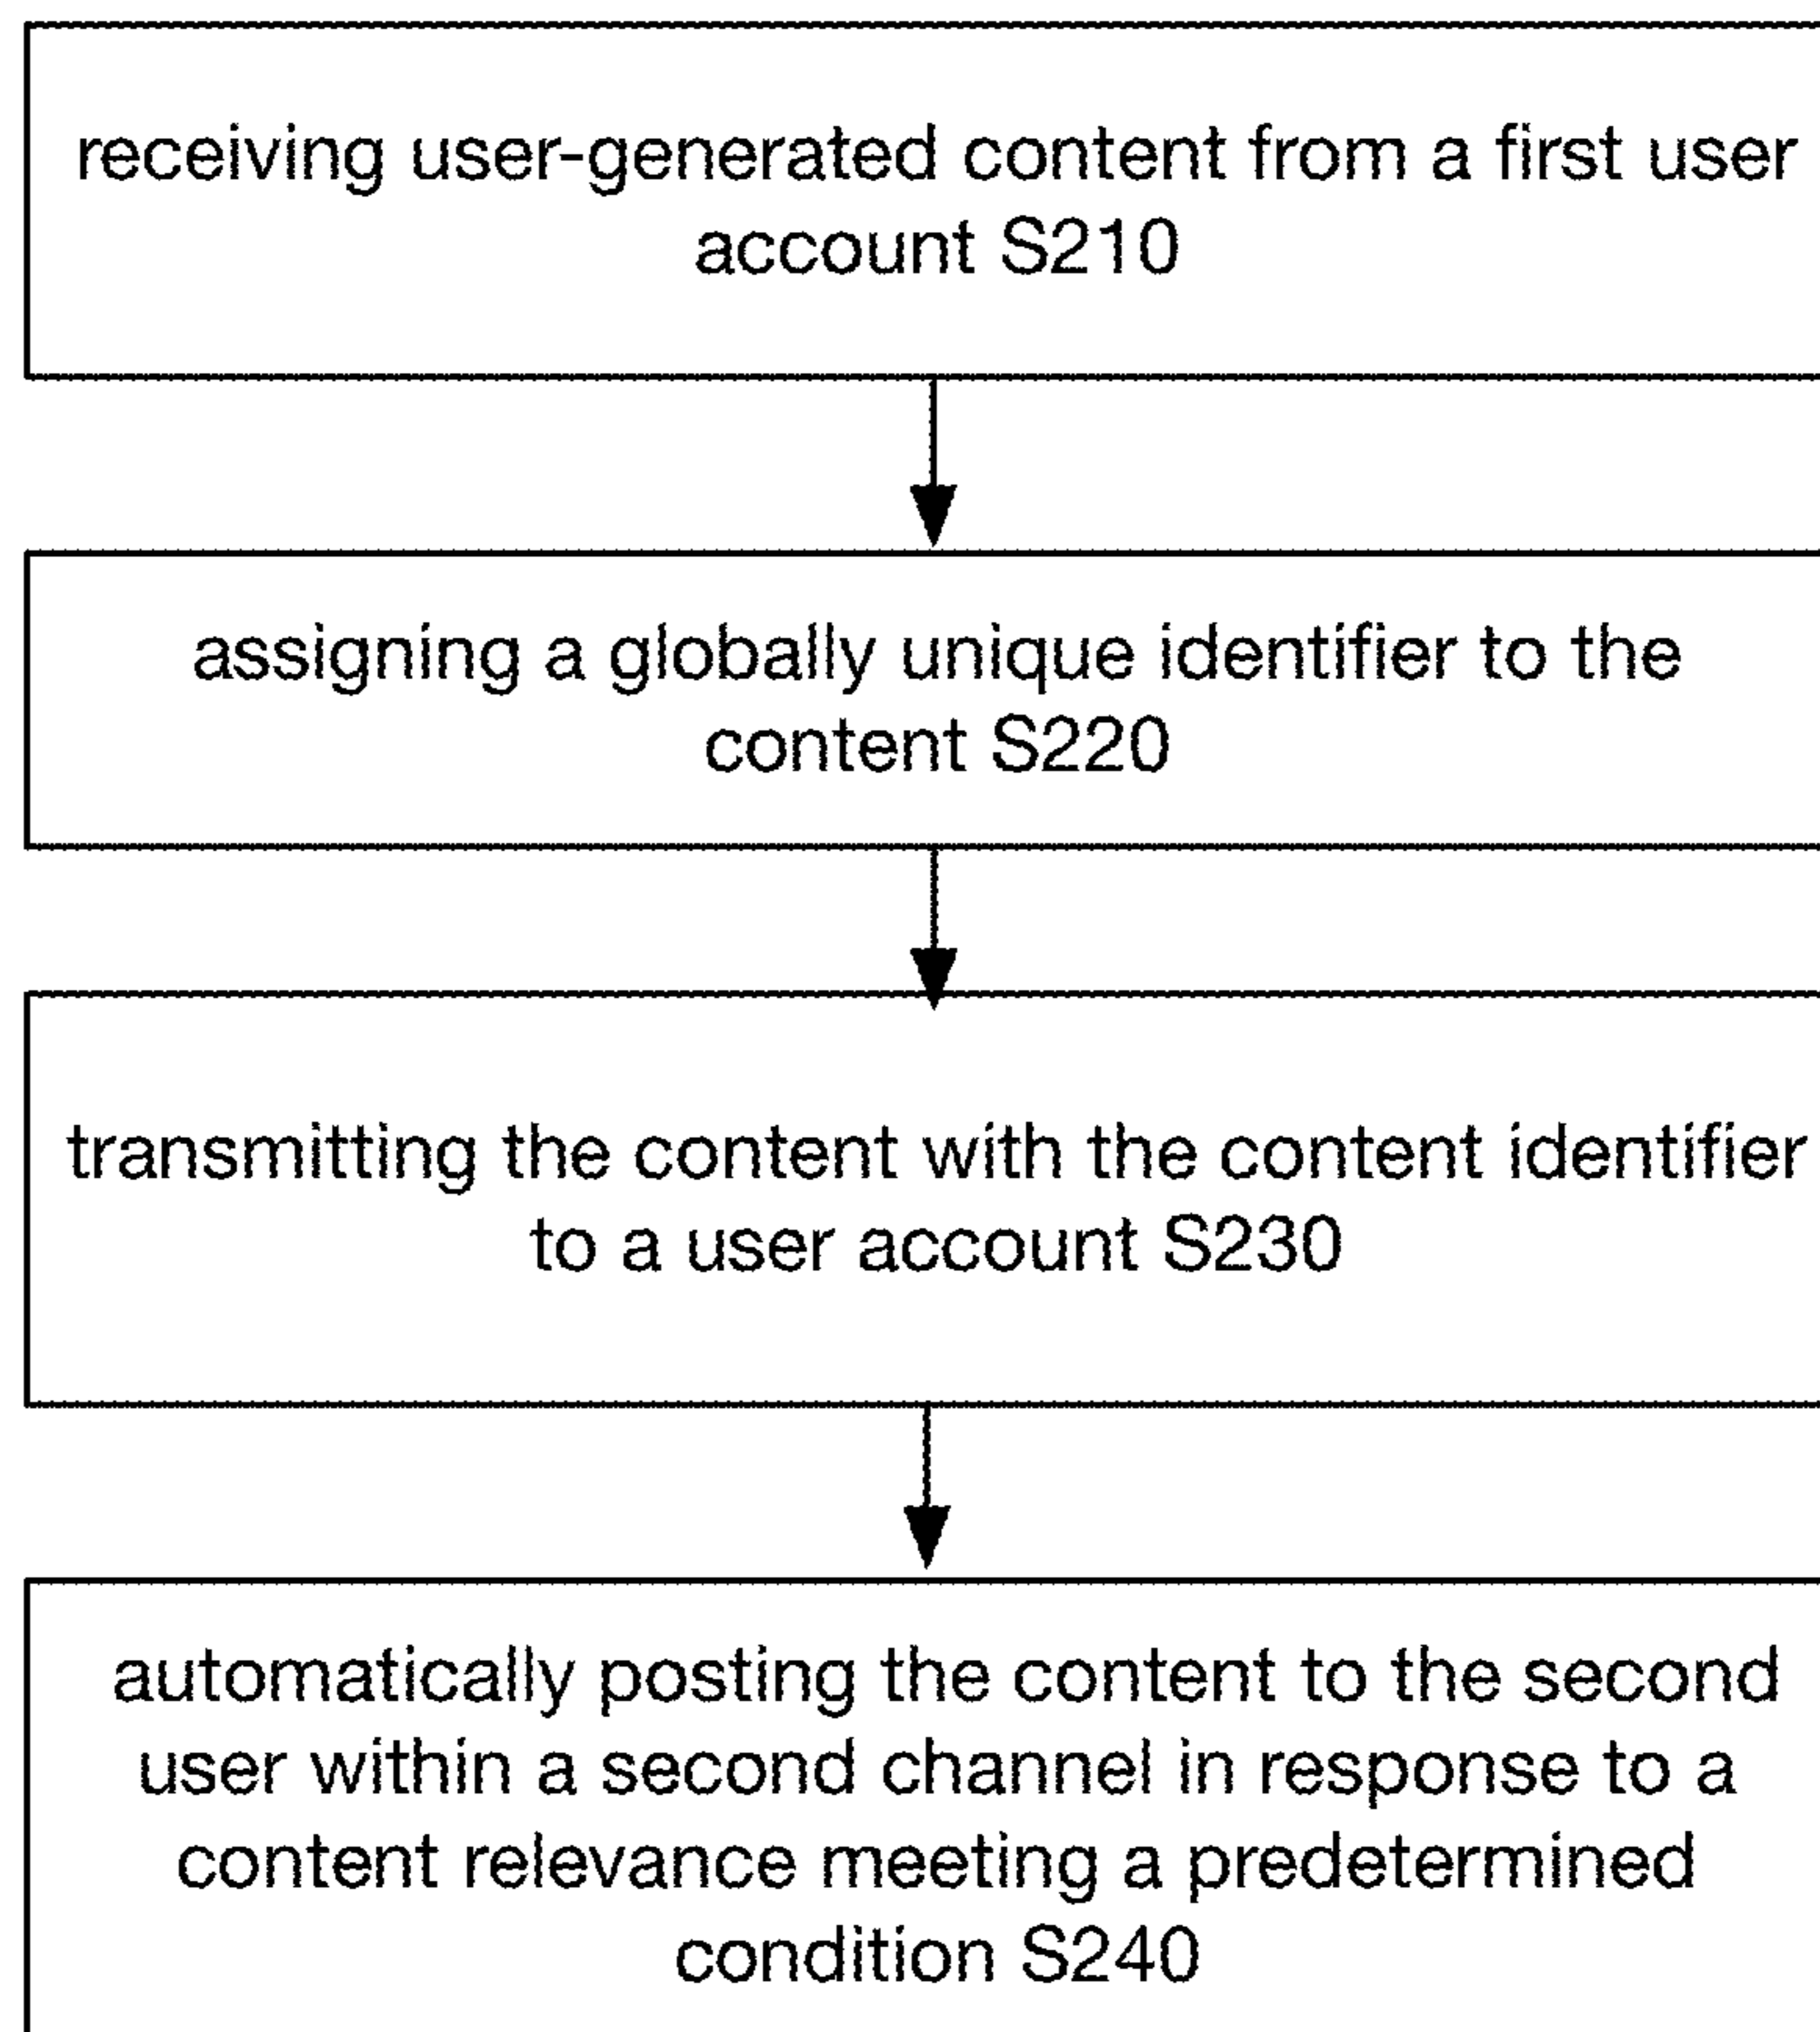 receiving user-generated content from a first user
account S210
assigning a globally unique identifier to the
content S220
transmitting the content with the content identifier
to a user account S230
automatically posting the content to the second
user within a second channel in response to a
content relevance meeting a predetermined
condition S240